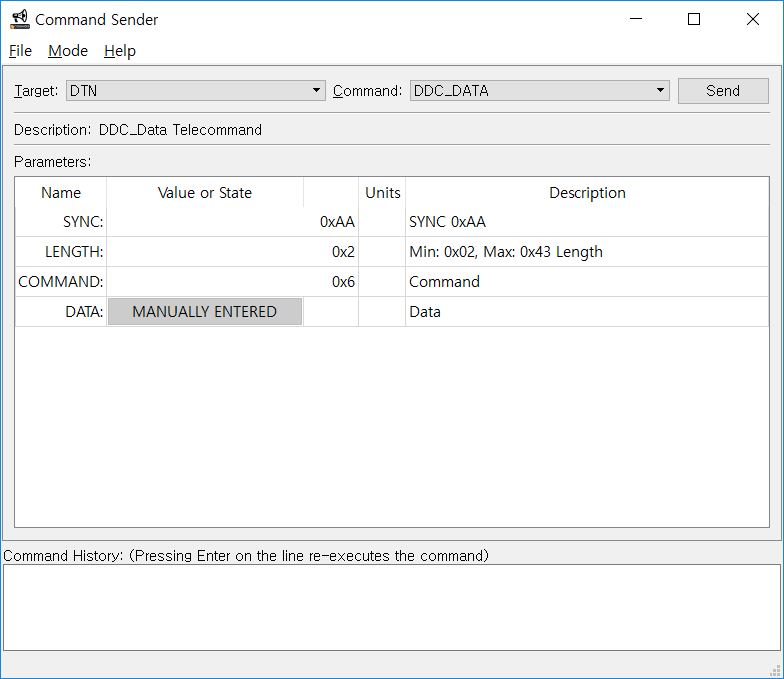 Command Sender
File Mode Help
Target: DTN Command: DDC_DATA Send
Description: DDC_Data Telecommand
Parameters:
Name Value or State Units Description
SYNC: 0xAA SYNC 0xAA
LENGTH: 0x2 Min: 0x02, Max: 0x43 Length
COMMAND: 0x6 Command
DATA: MANUALLY ENTERED Data
Command History: (Pressing Enter on the line re-executes the command)